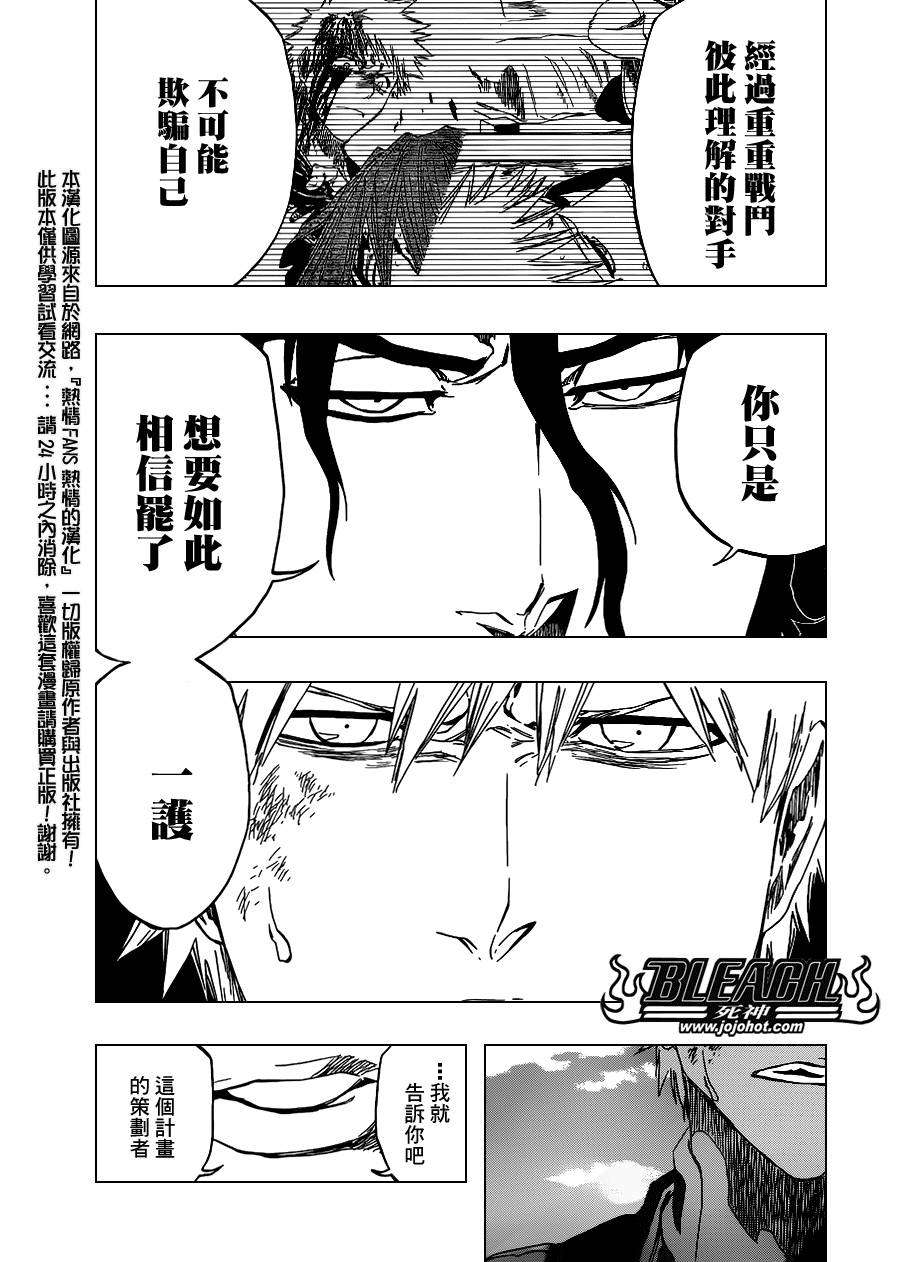 經過重重戰鬥
彼此理解的對手
不可能
欺騙自己
你只是
想要如此
相信罷了
一護
…我就
告訴你吧
這個計畫
的策劃者
本漢化圖源來自於網路，『熱情FANS熱情的漢化』一切版權歸原作者與出版社擁有！
此版本僅供學習試看交流…請24小時之內消除，喜歡這套漫畫請購買正版！謝謝。
BLEACH
死神
www.jojohot.com